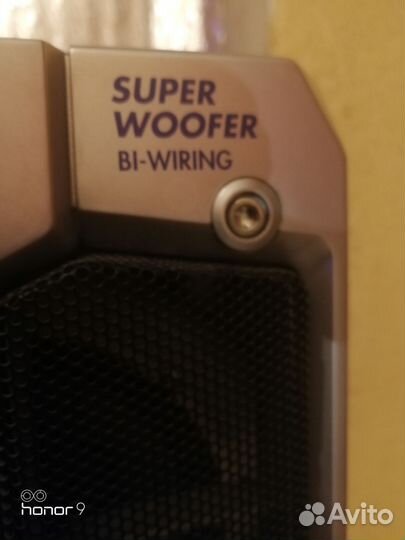 SUPER
WOOFER
BI-WIRING
honor 9
Avito